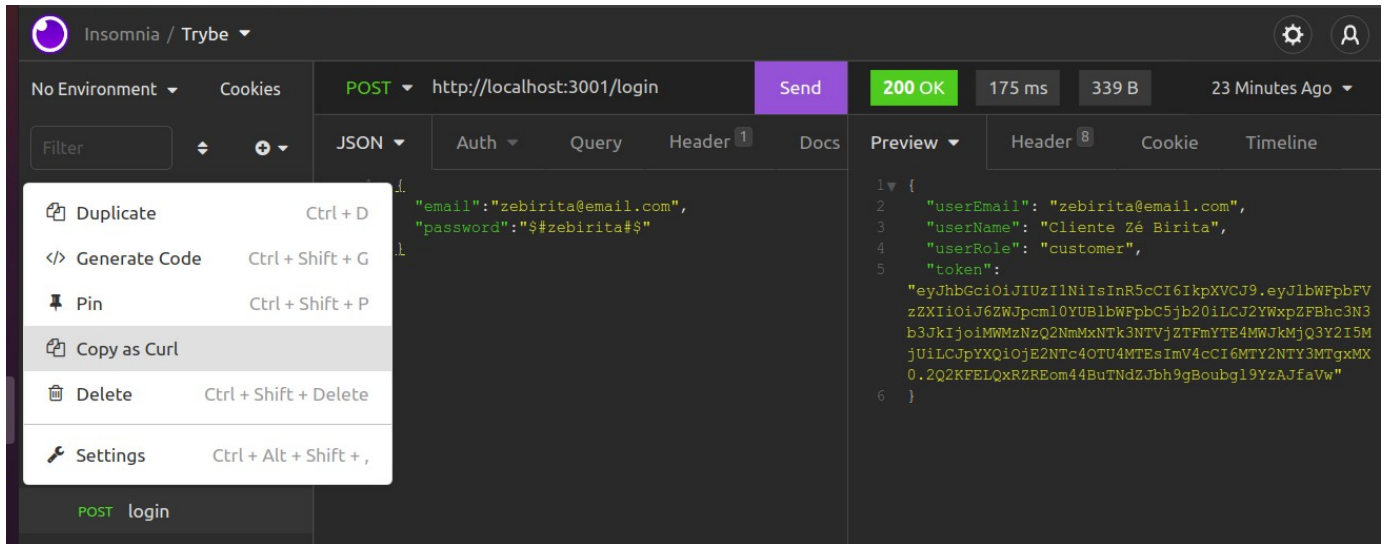 Insomnia / Trybe
No Environment Cookies
Filter
Duplicate Ctrl + D
Generate Code Ctrl + Shift + G
Pin Ctrl + Shift + P
Copy as Curl
Delete Ctrl + Shift + Delete
Settings Ctrl + Alt + Shift + ,
POST login
POST http://localhost:3001/login Send
JSON Auth Query Header 1 Docs
{
"email":"zebirita@email.com",
"password":"$#zebirita#$"
}
200 OK 175 ms 339 B 23 Minutes Ago
Preview Header 8 Cookie Timeline
1 {
2 "userEmail": "zebirita@email.com",
3 "userName": "Cliente Zé Birita",
4 "userRole": "customer",
5 "token":
"eyJhbGciOiJIUzI1NiIsInR5cCI6IkpXVCJ9.eyJlbWFpbFV
zZXIiOiJ6ZWJpcml0YUBlbWFpbC5jb20iLCJ2YWxpZFBhc3N3
b3JkIjoiMWMzNzQ2NmMxNTk3NTVjZTFmYTE4MWJkMjQ3Y2I5M
jUiLCJpYXQiOjE2NTc4OTU4MTEsImV4cCI6MTY2NTY3MTgxMX
0.2Q2KFELQxRZREom44BuTNdZJbh9gBoubgl9YzAJfaVw"
6 }